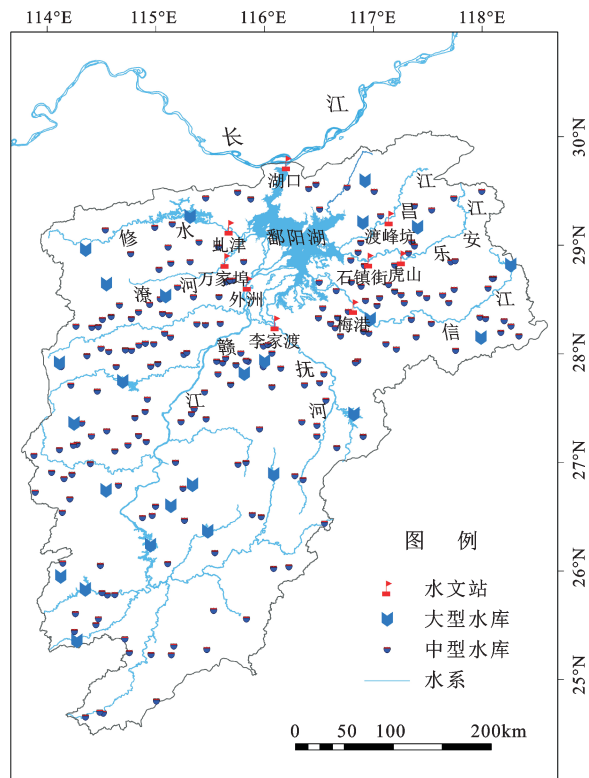 114°E 115°E 116°E 117°E 118°E
30°N
29°N
28°N
27°N
26°N
25°N
长江
湖口
修水
虬津
鄱阳湖
昌江
渡峰坑
乐安江
万家埠
石镇街
虎山
潦河
外洲
梅港
信江
李家渡
赣江
抚河
图 例
水文站
大型水库
中型水库
水系
0 50 100 200km